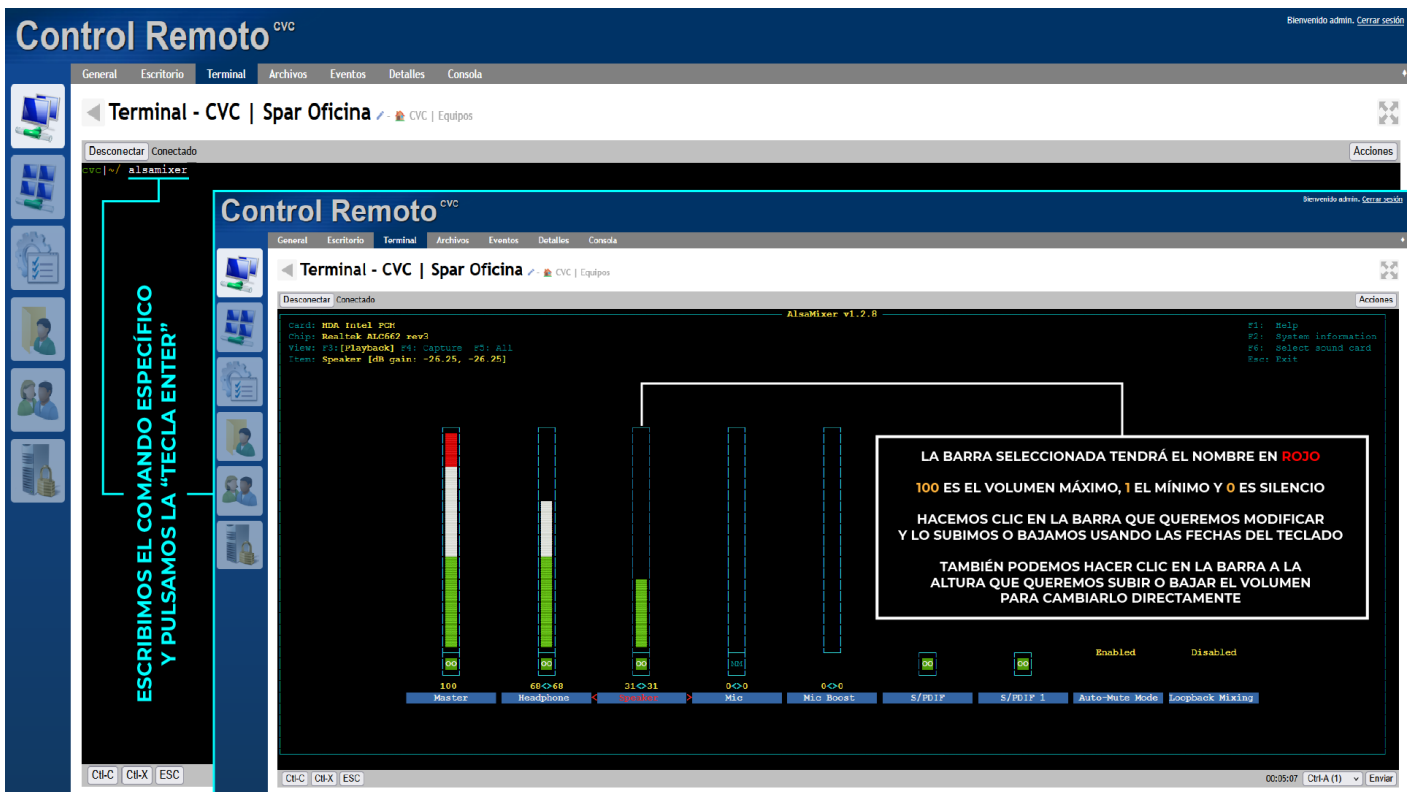 Control Remoto CVC
Bienvenido admin. Cerrar sesión
General Escritorio Terminal Archivos Eventos Detalles Consola
Terminal - CVC | Spar Oficina - CVC | Equipos
Desconectar Conectado
Acciones
cvc|~/ alsamixer
ESCRIBIMOS EL COMANDO ESPECÍFICO
Y PULSAMOS LA “TECLA ENTER”
Ctl-C Ctl-X ESC
Control Remoto CVC
Bienvenido admin. Cerrar sesión
General Escritorio Terminal Archivos Eventos Detalles Consola
Terminal - CVC | Spar Oficina - CVC | Equipos
Desconectar Conectado
Acciones
AlsaMixer v1.2.8
Card: HDA Intel PCH
F1: Help
Chip: Realtek ALC662 rev3
F2: System information
View: F3:[Playback] F4: Capture F5: All
F6: Select sound card
Item: Speaker [dB gain: -26.25, -26.25]
Esc: Exit
LA BARRA SELECCIONADA TENDRÁ EL NOMBRE EN ROJO
100 ES EL VOLUMEN MÁXIMO, 1 EL MÍNIMO Y 0 ES SILENCIO
HACEMOS CLIC EN LA BARRA QUE QUEREMOS MODIFICAR
Y LO SUBIMOS O BAJAMOS USANDO LAS FECHAS DEL TECLADO
TAMBIÉN PODEMOS HACER CLIC EN LA BARRA A LA
ALTURA QUE QUEREMOS SUBIR O BAJAR EL VOLUMEN
PARA CAMBIARLO DIRECTAMENTE
Enabled Disabled
OO OO OO MM OO OO
100 68<>68 31<>31 0<>0 0<>0
Master Headphone < Speaker > Mic Mic Boost S/PDIF S/PDIF 1 Auto-Mute Mode Loopback Mixing
Ctl-C Ctl-X ESC
00:05:07 Ctrl-A (1) Enviar